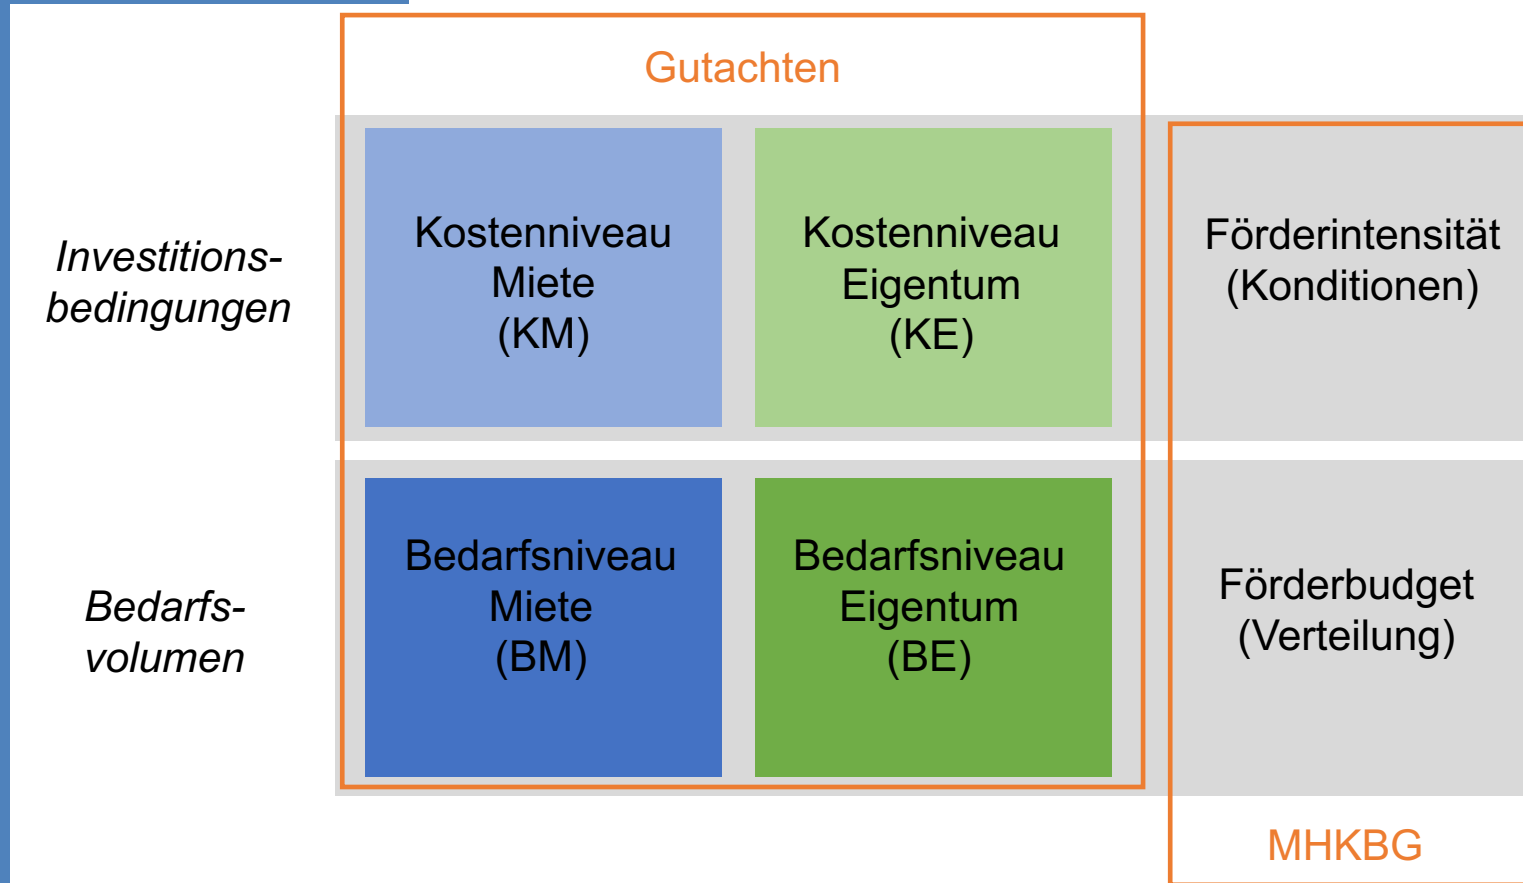 Gutachten
Investitions-
bedingungen
Kostenniveau
Miete
(KM)
Kostenniveau
Eigentum
(KE)
Förderintensität
(Konditionen)
Bedarfs-
volumen
Bedarfsniveau
Miete
(BM)
Bedarfsniveau
Eigentum
(BE)
Förderbudget
(Verteilung)
MHKBG